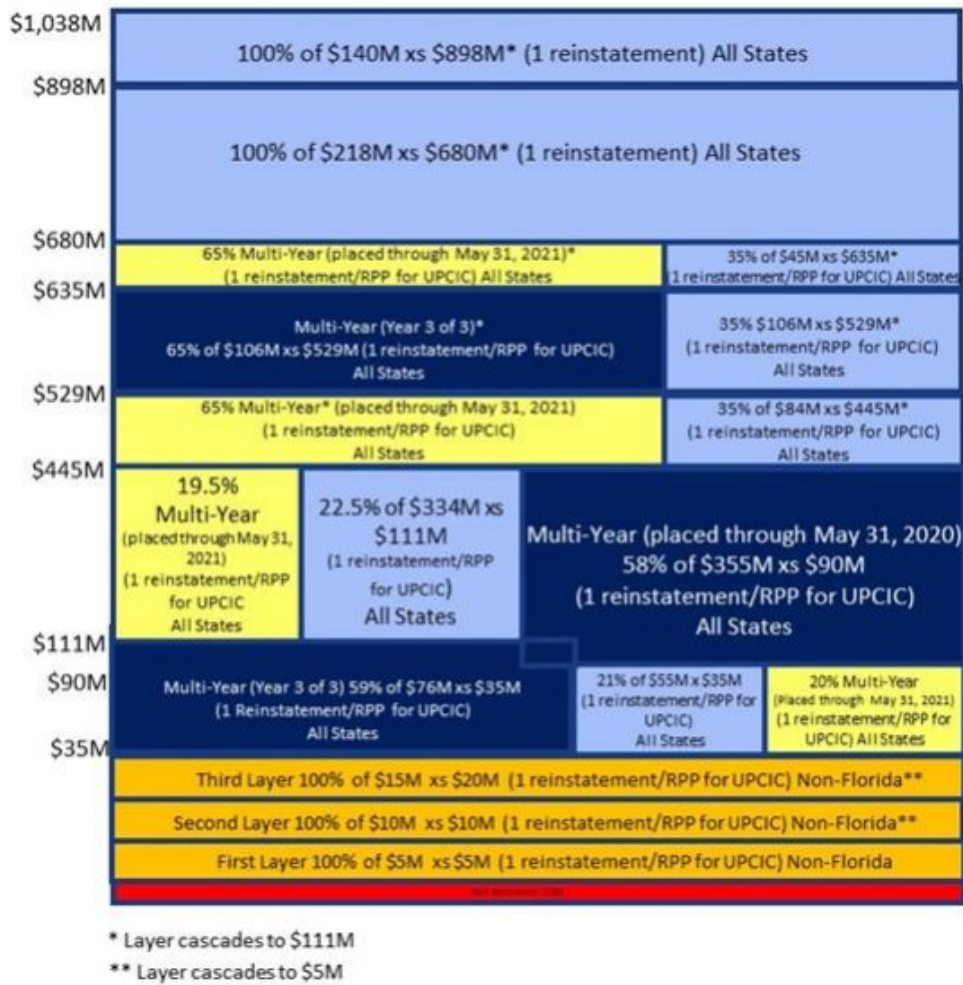 $1,038M
100% of $140M xs $898M* (1 reinstatement) All States
$898M
100% of $218M xs $680M* (1 reinstatement) All States
$680M
65% Multi-Year (placed through May 31, 2021)*
(1 reinstatement/RPP for UPCIC) All States
35% of $45M xs $635M*
(1 reinstatement/RPP for UPCIC) All States
$635M
Multi-Year (Year 3 of 3)*
65% of $106M xs $529M (1 reinstatement/RPP for UPCIC)
All States
35% $106M xs $529M*
(1 reinstatement/RPP for UPCIC)
All States
$529M
65% Multi-Year* (placed through May 31, 2021)
(1 reinstatement/RPP for UPCIC)
All States
35% of $84M xs $445M*
(1 reinstatement/RPP for UPCIC)
All States
$445M
19.5%
Multi-Year
(placed through May 31,
2021)
(1 reinstatement/RPP
for UPCIC
All States
22.5% of $334M xs
$111M
(1 reinstatement/RPP
for UPCIC)
All States
Multi-Year (placed through May 31, 2020)
58% of $355M xs $90M
(1 reinstatement/RPP for UPCIC)
All States
$111M
$90M
Multi-Year (Year 3 of 3) 59% of $76M xs $35M
(1 Reinstatement/RPP for UPCIC)
All States
21% of $55M x $35M
(1 reinstatement/RPP for
UPCIC)
All States
20% Multi-Year
(Placed through May 31, 2021)
(1 reinstatement/RPP for
UPCIC) All States
$35M
Third Layer 100% of $15M xs $20M (1 reinstatement/RPP for UPCIC) Non-Florida**
Second Layer 100% of $10M xs $10M (1 reinstatement/RPP for UPCIC) Non-Florida**
First Layer 100% of $5M xs $5M (1 reinstatement/RPP for UPCIC) Non-Florida
* Layer cascades to $111M
** Layer cascades to $5M